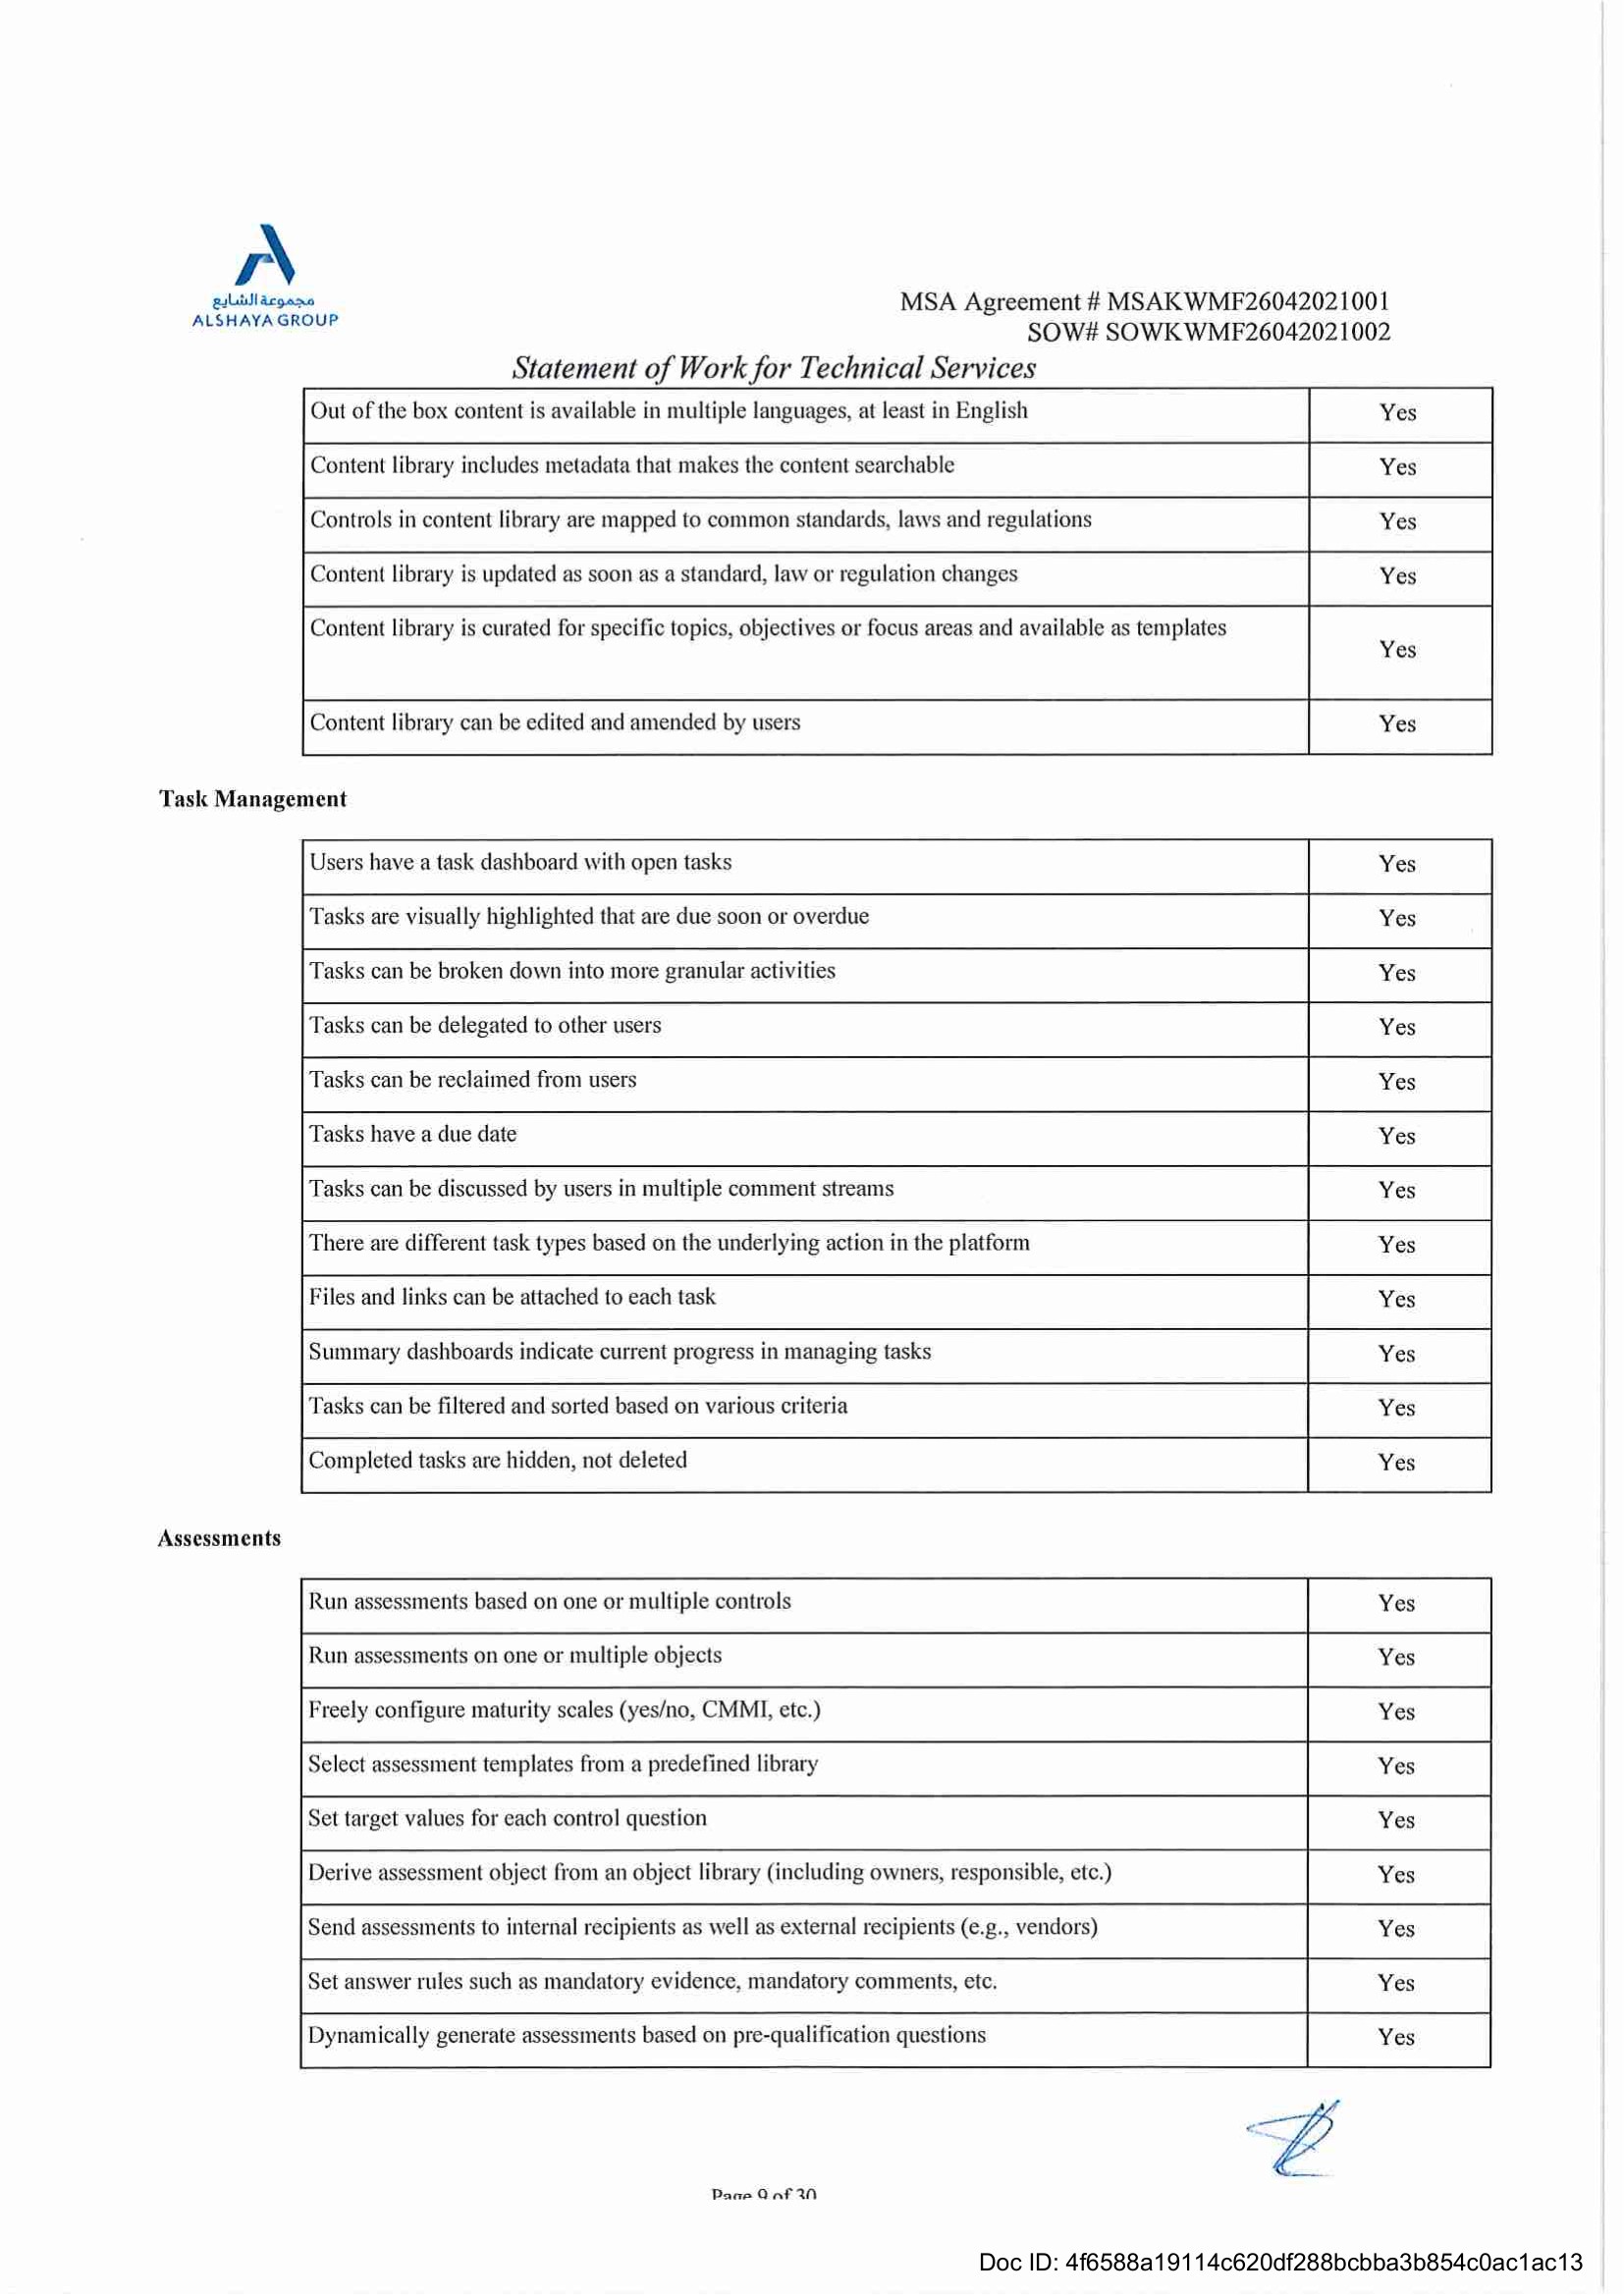 مجموعة الشايع
ALSHAYA GROUP
MSA Agreement # MSAKWMF26042021001
SOW# SOWKWMF26042021002
Statement of Work for Technical Services
Out of the box content is available in multiple languages, at least in English Yes
Content library includes metadata that makes the content searchable Yes
Controls in content library are mapped to common standards, laws and regulations Yes
Content library is updated as soon as a standard, law or regulation changes Yes
Content library is curated for specific topics, objectives or focus areas and available as templates Yes
Content library can be edited and amended by users Yes
Task Management
Users have a task dashboard with open tasks Yes
Tasks are visually highlighted that are due soon or overdue Yes
Tasks can be broken down into more granular activities Yes
Tasks can be delegated to other users Yes
Tasks can be reclaimed from users Yes
Tasks have a due date Yes
Tasks can be discussed by users in multiple comment streams Yes
There are different task types based on the underlying action in the platform Yes
Files and links can be attached to each task Yes
Summary dashboards indicate current progress in managing tasks Yes
Tasks can be filtered and sorted based on various criteria Yes
Completed tasks are hidden, not deleted Yes
Assessments
Run assessments based on one or multiple controls Yes
Run assessments on one or multiple objects Yes
Freely configure maturity scales (yes/no, CMMI, etc.) Yes
Select assessment templates from a predefined library Yes
Set target values for each control question Yes
Derive assessment object from an object library (including owners, responsible, etc.) Yes
Send assessments to internal recipients as well as external recipients (e.g., vendors) Yes
Set answer rules such as mandatory evidence, mandatory comments, etc. Yes
Dynamically generate assessments based on pre-qualification questions Yes
Page 9 of 30
Doc ID: 4f6588a19114c620df288bcbba3b854c0ac1ac13